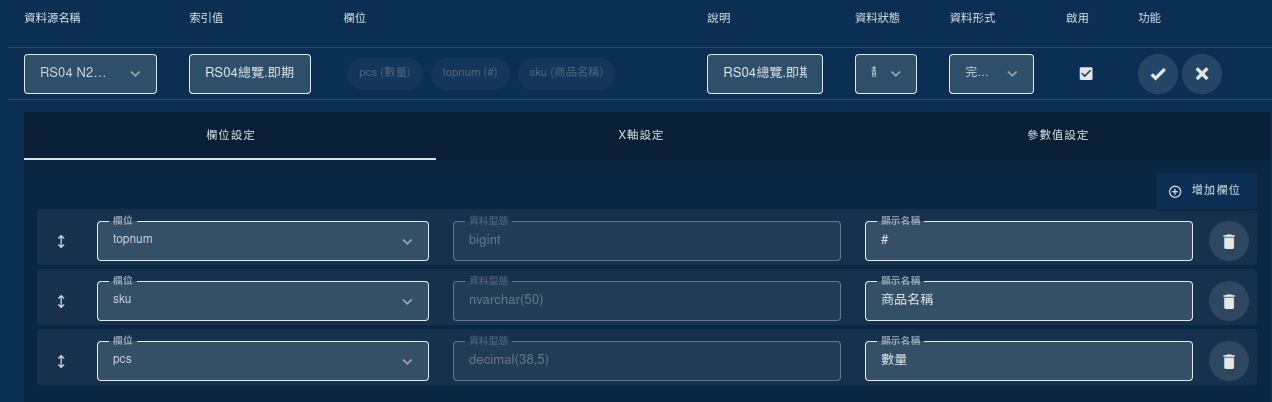 資料源名稱 索引值 欄位 說明 資料狀態 資料形式 啟用 功能
RS04 N2... RS04總覽.即期 pcs (數量) topnum (#) sku (商品名稱) RS04總覽.即 完...
欄位設定 X軸設定 參數值設定
增加欄位
欄位 資料型態 顯示名稱
topnum bigint #
欄位 資料型態 顯示名稱
sku nvarchar(50) 商品名稱
欄位 資料型態 顯示名稱
pcs decimal(38,5) 數量